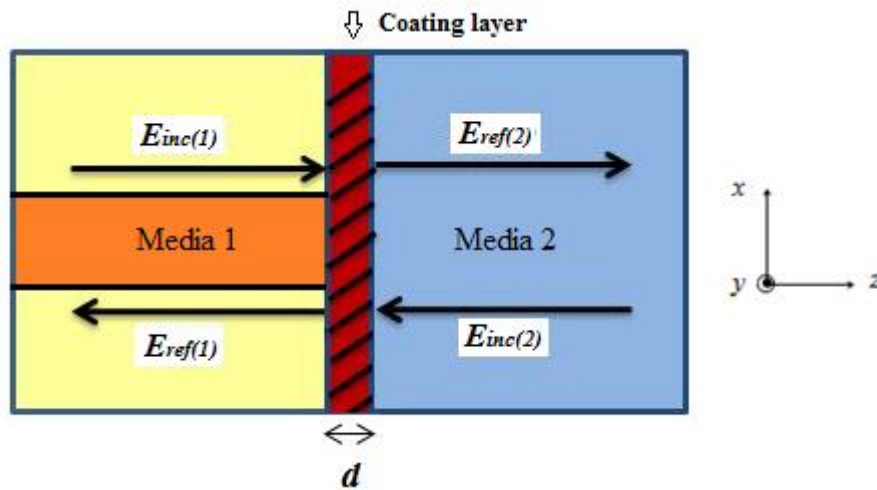 Coating layer
Einc(1)
Eref(2)
Media 1
Media 2
Eref(1)
Einc(2)
x
y
z
d